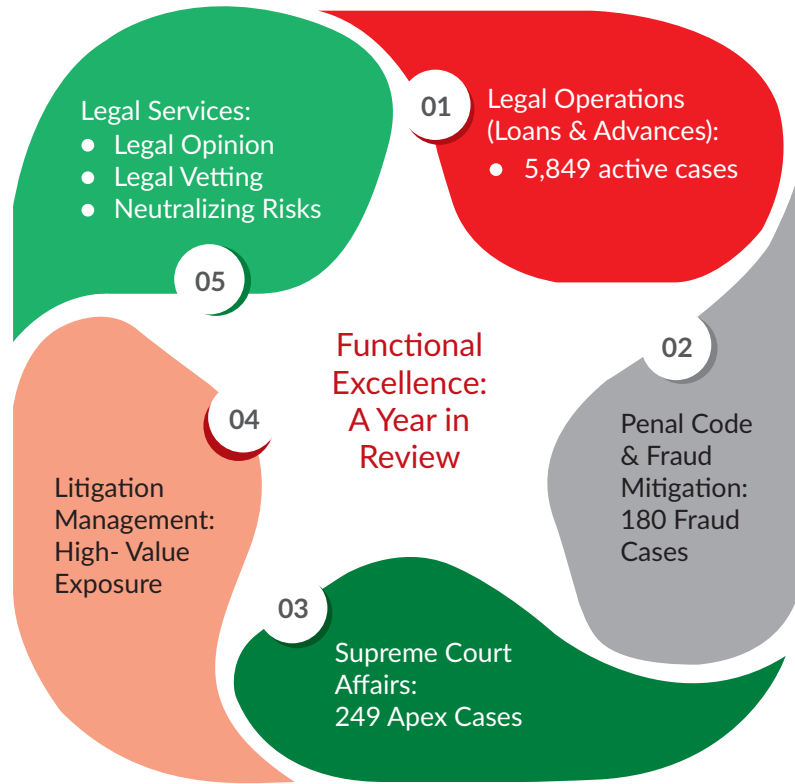 Functional
Excellence:
A Year in
Review
01
Legal Operations
(Loans & Advances):
● 5,849 active cases
02
Penal Code
& Fraud
Mitigation:
180 Fraud
Cases
03
Supreme Court
Affairs:
249 Apex Cases
04
Litigation
Management:
High- Value
Exposure
05
Legal Services:
● Legal Opinion
● Legal Vetting
● Neutralizing Risks